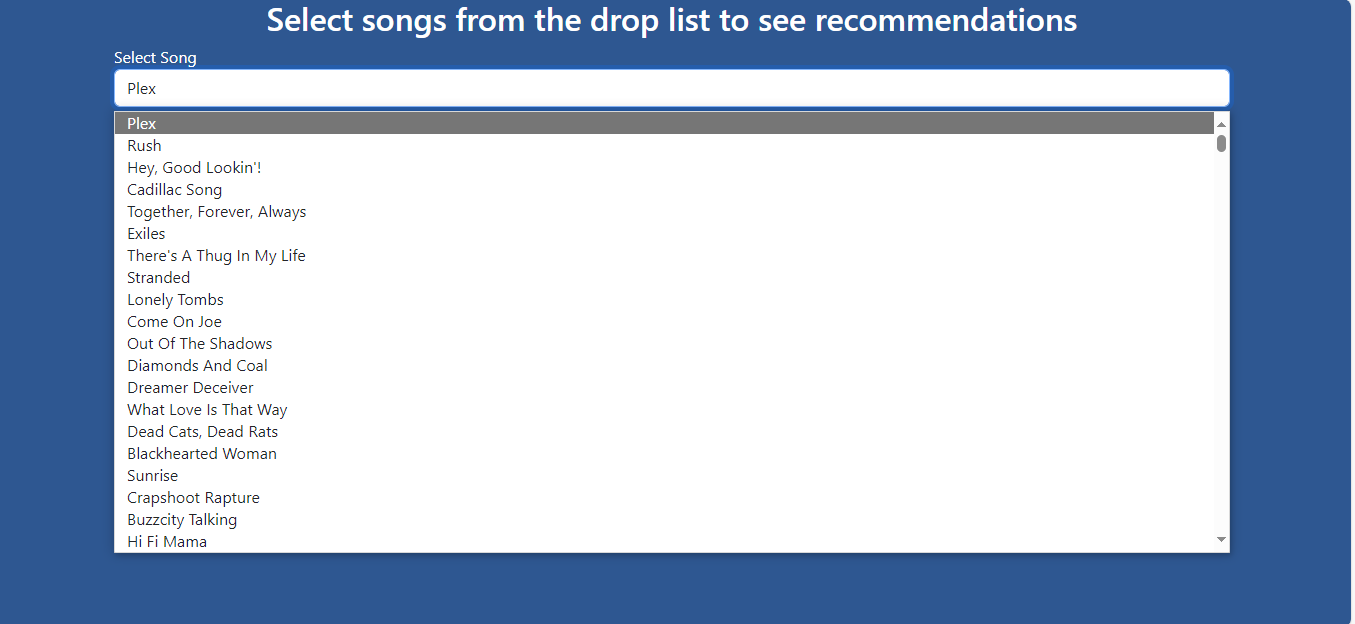 Select songs from the drop list to see recommendations
Select Song
Plex
Plex
Rush
Hey, Good Lookin'!
Cadillac Song
Together, Forever, Always
Exiles
There's A Thug In My Life
Stranded
Lonely Tombs
Come On Joe
Out Of The Shadows
Diamonds And Coal
Dreamer Deceiver
What Love Is That Way
Dead Cats, Dead Rats
Blackhearted Woman
Sunrise
Crapshoot Rapture
Buzzcity Talking
Hi Fi Mama